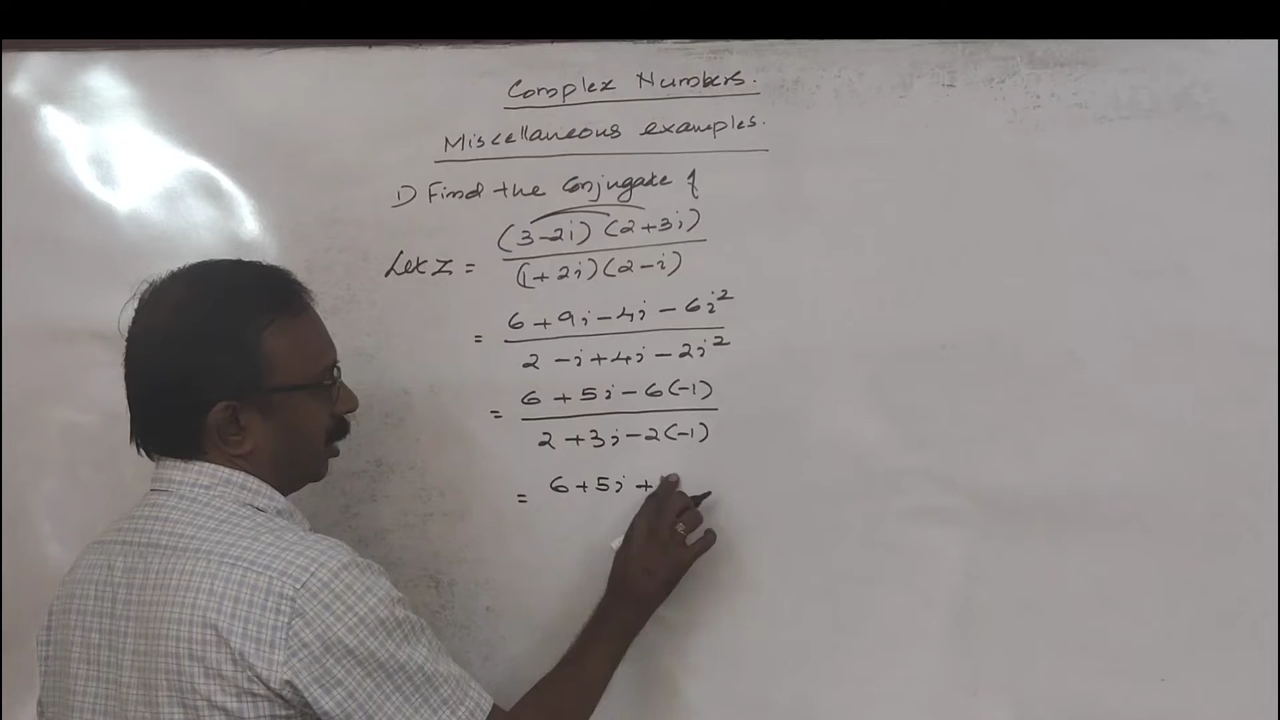 Complex Numbers.
Miscellaneous examples.
1) Find the Conjugate of
Let Z = (3-2i) (2+3i) / (1+2i)(2-i)
= 6+9i-4i-6i² / 2-i+4i-2i²
= 6+5i-6(-1) / 2+3i-2(-1)
= 6+5i+